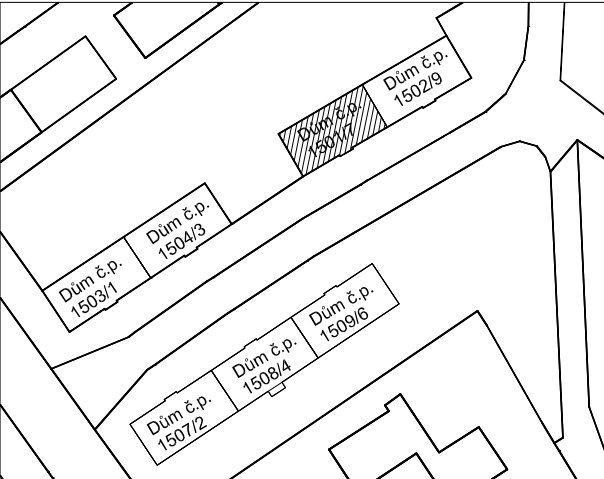 Dům č.p.
1502/9
Dům č.p.
1501/7
Dům č.p.
1504/3
Dům č.p.
1503/1
Dům č.p.
1509/6
Dům č.p.
1508/4
Dům č.p.
1507/2